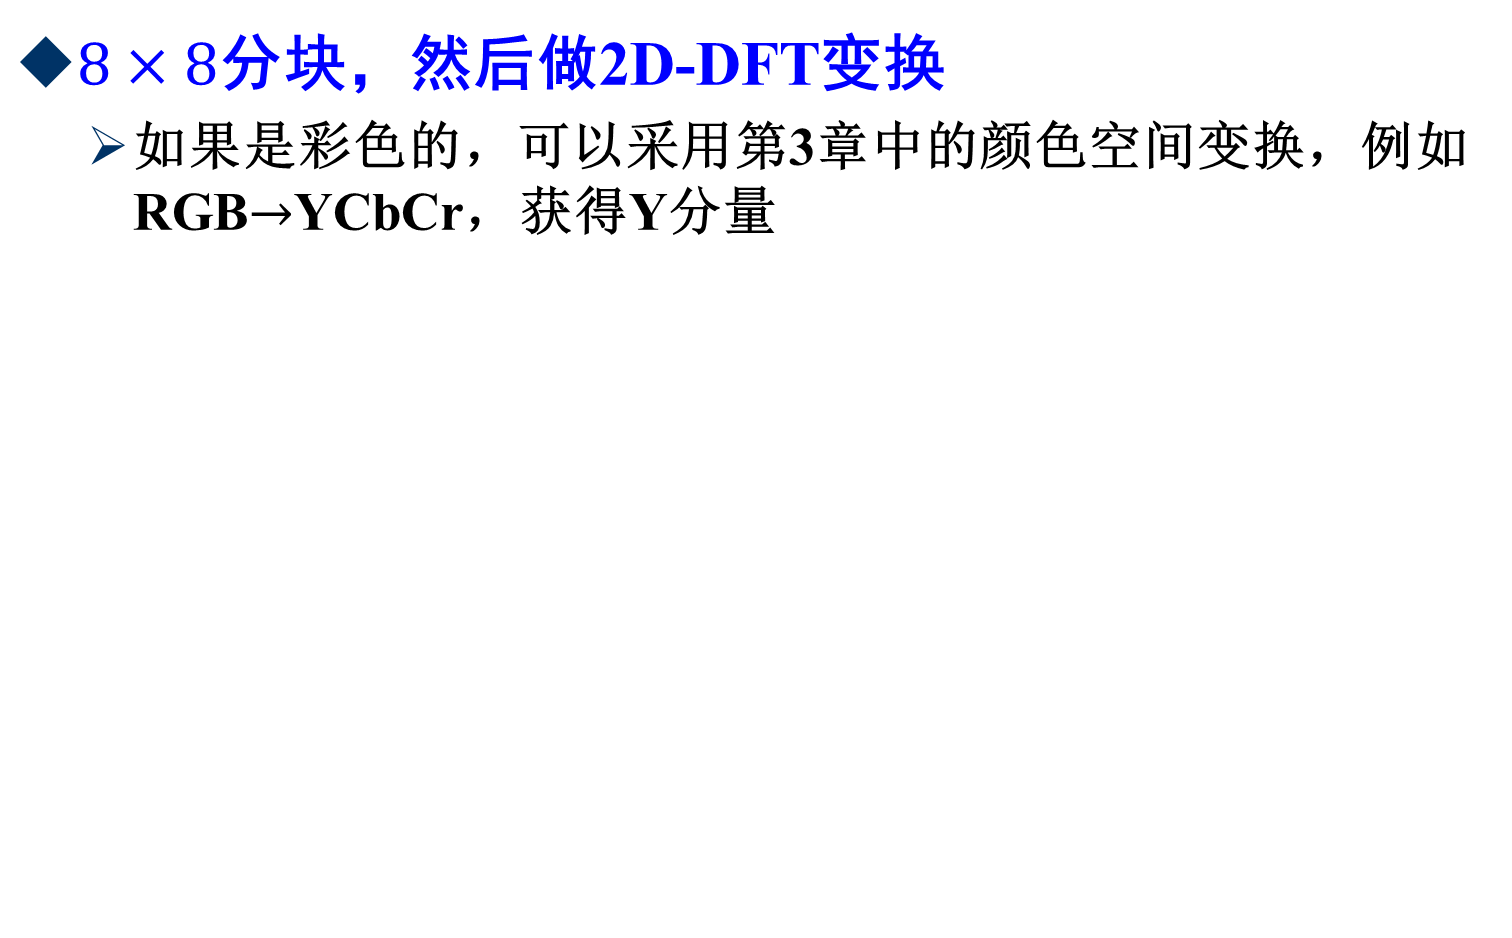 ◆8 × 8分块，然后做2D-DFT变换
➢如果是彩色的，可以采用第3章中的颜色空间变换，例如
RGB→YCbCr，获得Y分量